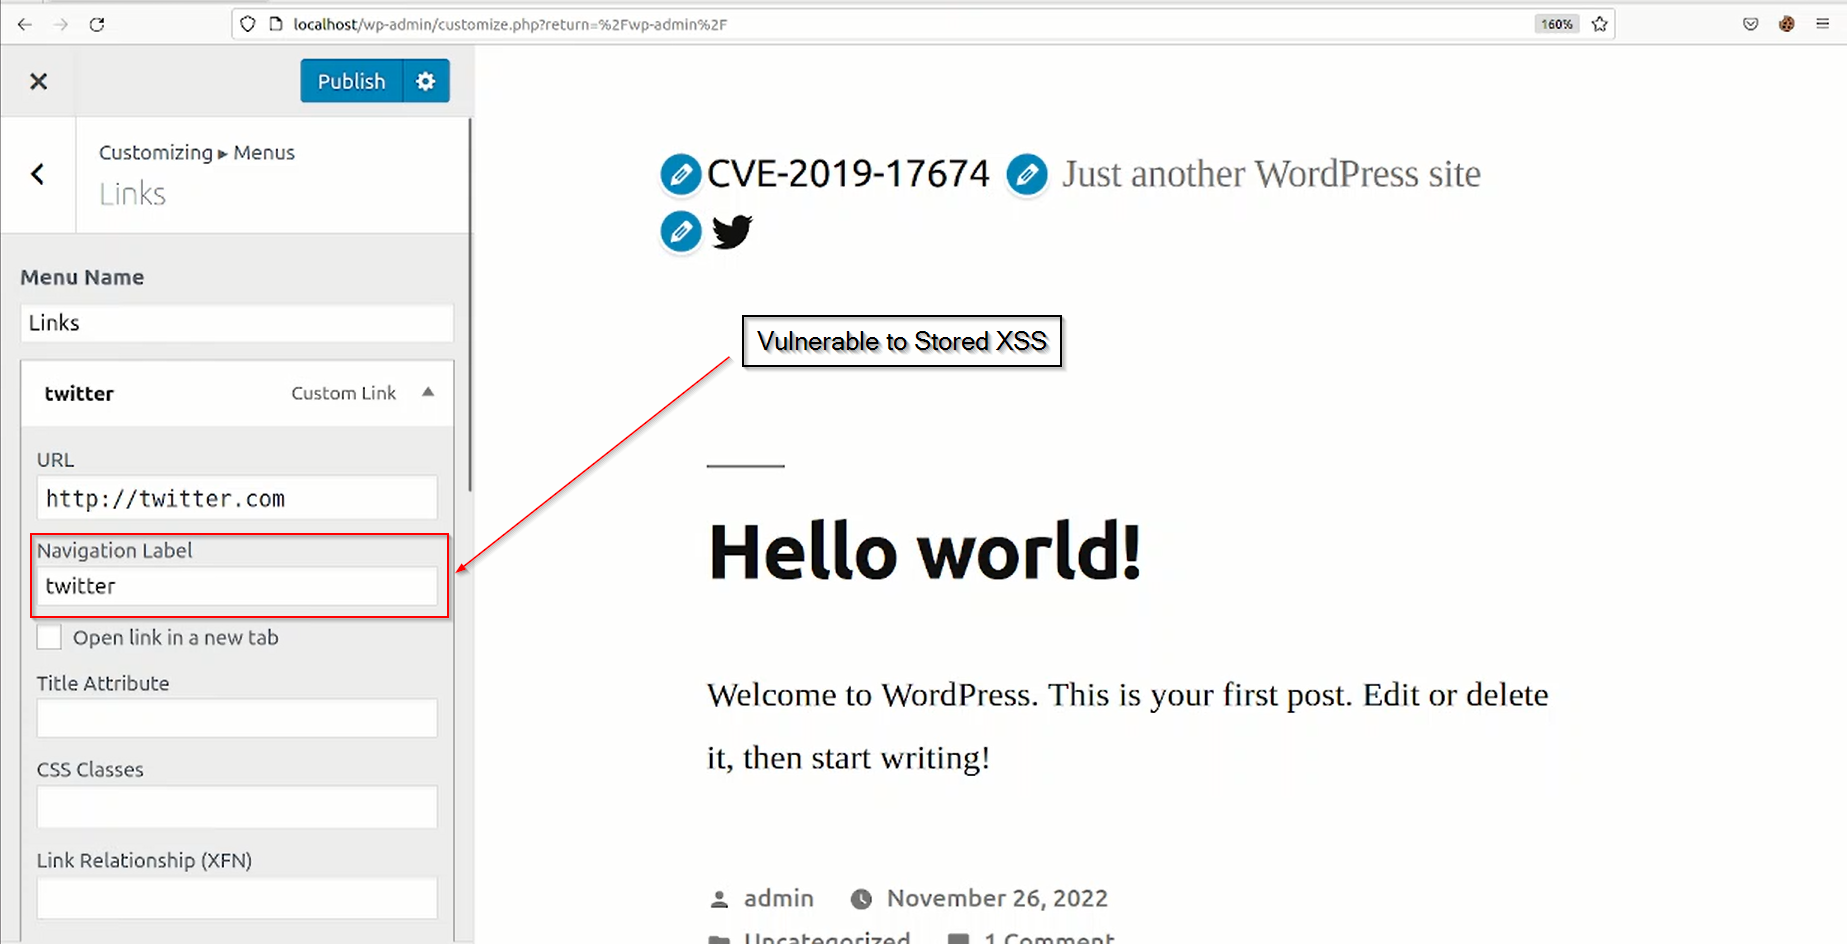 localhost/wp-admin/customize.php?return=%2Fwp-admin%2F
160%
Publish
Customizing ▸ Menus
Links
Menu Name
Links
twitter
Custom Link
URL
http://twitter.com
Navigation Label
twitter
Open link in a new tab
Title Attribute
CSS Classes
Link Relationship (XFN)
CVE-2019-17674
Just another WordPress site
Vulnerable to Stored XSS
Hello world!
Welcome to WordPress. This is your first post. Edit or delete
it, then start writing!
admin
November 26, 2022
Uncategorized
1 Comment